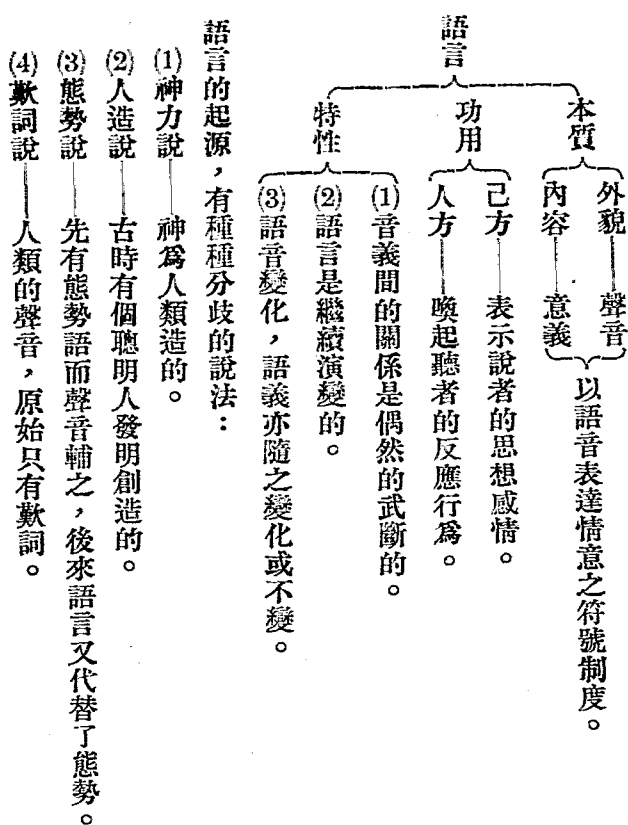 語言
本質
外貌——聲音
內容——意義
以語音表達情意之符號制度。
功用
己方——表示說者的思想感情。
人方——喚起聽者的反應行爲。
特性
(1)音義間的關係是偶然的武斷的。
(2)語言是繼續演變的。
(3)語音變化，語義亦隨之變化或不變。
語言的起源，有種種分歧的說法：
(1)神力說——神爲人類造的。
(2)人造說——古時有個聰明人發明創造的。
(3)態勢說——先有態勢語而聲音輔之，後來語言又代替了態勢。
(4)歎詞說——人類的聲音，原始只有歎詞。